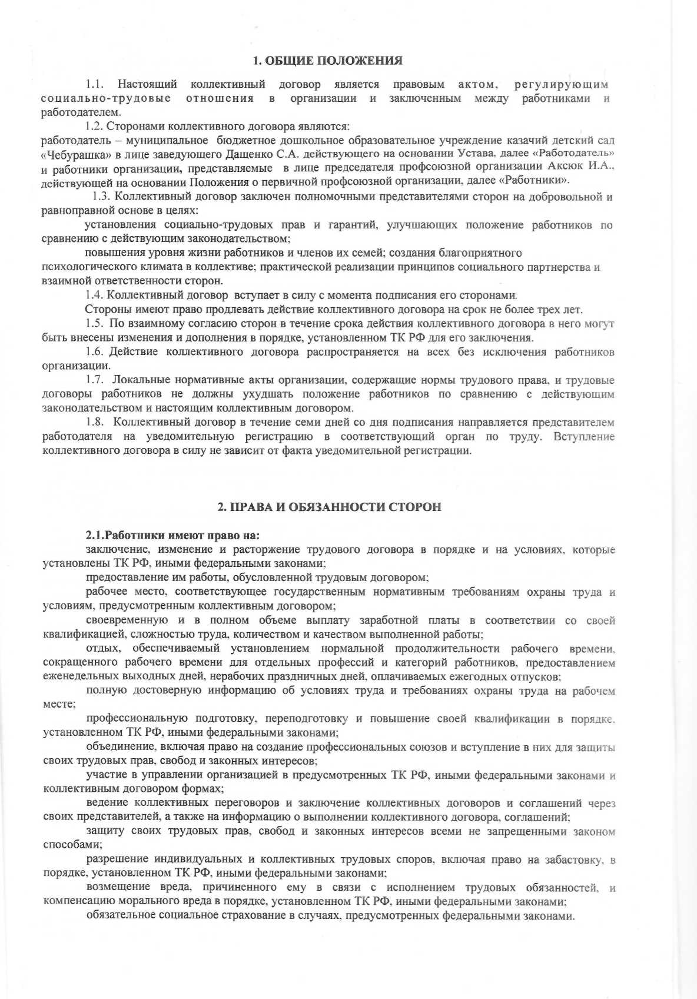 1. ОБЩИЕ ПОЛОЖЕНИЯ
1.1. Настоящий коллективный договор является правовым актом, регулирующим
социально-трудовые отношения в организации и заключенным между работниками и
работодателем.
1.2. Сторонами коллективного договора являются:
работодатель – муниципальное бюджетное дошкольное образовательное учреждение казачий детский сад
«Чебурашка» в лице заведующего Дащенко С.А. действующего на основании Устава, далее «Работодатель»
и работники организации, представляемые в лице председателя профсоюзной организации Аксюк И.А.,
действующей на основании Положения о первичной профсоюзной организации, далее «Работники».
1.3. Коллективный договор заключен полномочными представителями сторон на добровольной и
равноправной основе в целях:
установления социально-трудовых прав и гарантий, улучшающих положение работников по
сравнению с действующим законодательством;
повышения уровня жизни работников и членов их семей; создания благоприятного
психологического климата в коллективе; практической реализации принципов социального партнерства и
взаимной ответственности сторон.
1.4. Коллективный договор вступает в силу с момента подписания его сторонами.
Стороны имеют право продлевать действие коллективного договора на срок не более трех лет.
1.5. По взаимному согласию сторон в течение срока действия коллективного договора в него могут
быть внесены изменения и дополнения в порядке, установленном ТК РФ для его заключения.
1.6. Действие коллективного договора распространяется на всех без исключения работников
организации.
1.7. Локальные нормативные акты организации, содержащие нормы трудового права, и трудовые
договоры работников не должны ухудшать положение работников по сравнению с действующим
законодательством и настоящим коллективным договором.
1.8. Коллективный договор в течение семи дней со дня подписания направляется представителем
работодателя на уведомительную регистрацию в соответствующий орган по труду. Вступление
коллективного договора в силу не зависит от факта уведомительной регистрации.
2. ПРАВА И ОБЯЗАННОСТИ СТОРОН
2.1.Работники имеют право на:
заключение, изменение и расторжение трудового договора в порядке и на условиях, которые
установлены ТК РФ, иными федеральными законами;
предоставление им работы, обусловленной трудовым договором;
рабочее место, соответствующее государственным нормативным требованиям охраны труда и
условиям, предусмотренным коллективным договором;
своевременную и в полном объеме выплату заработной платы в соответствии со своей
квалификацией, сложностью труда, количеством и качеством выполненной работы;
отдых, обеспечиваемый установлением нормальной продолжительности рабочего времени,
сокращенного рабочего времени для отдельных профессий и категорий работников, предоставлением
еженедельных выходных дней, нерабочих праздничных дней, оплачиваемых ежегодных отпусков;
полную достоверную информацию об условиях труда и требованиях охраны труда на рабочем
месте;
профессиональную подготовку, переподготовку и повышение своей квалификации в порядке,
установленном ТК РФ, иными федеральными законами;
объединение, включая право на создание профессиональных союзов и вступление в них для защиты
своих трудовых прав, свобод и законных интересов;
участие в управлении организацией в предусмотренных ТК РФ, иными федеральными законами и
коллективным договором формах;
ведение коллективных переговоров и заключение коллективных договоров и соглашений через
своих представителей, а также на информацию о выполнении коллективного договора, соглашений;
защиту своих трудовых прав, свобод и законных интересов всеми не запрещенными законом
способами;
разрешение индивидуальных и коллективных трудовых споров, включая право на забастовку, в
порядке, установленном ТК РФ, иными федеральными законами;
возмещение вреда, причиненного ему в связи с исполнением трудовых обязанностей, и
компенсацию морального вреда в порядке, установленном ТК РФ, иными федеральными законами;
обязательное социальное страхование в случаях, предусмотренных федеральными законами.